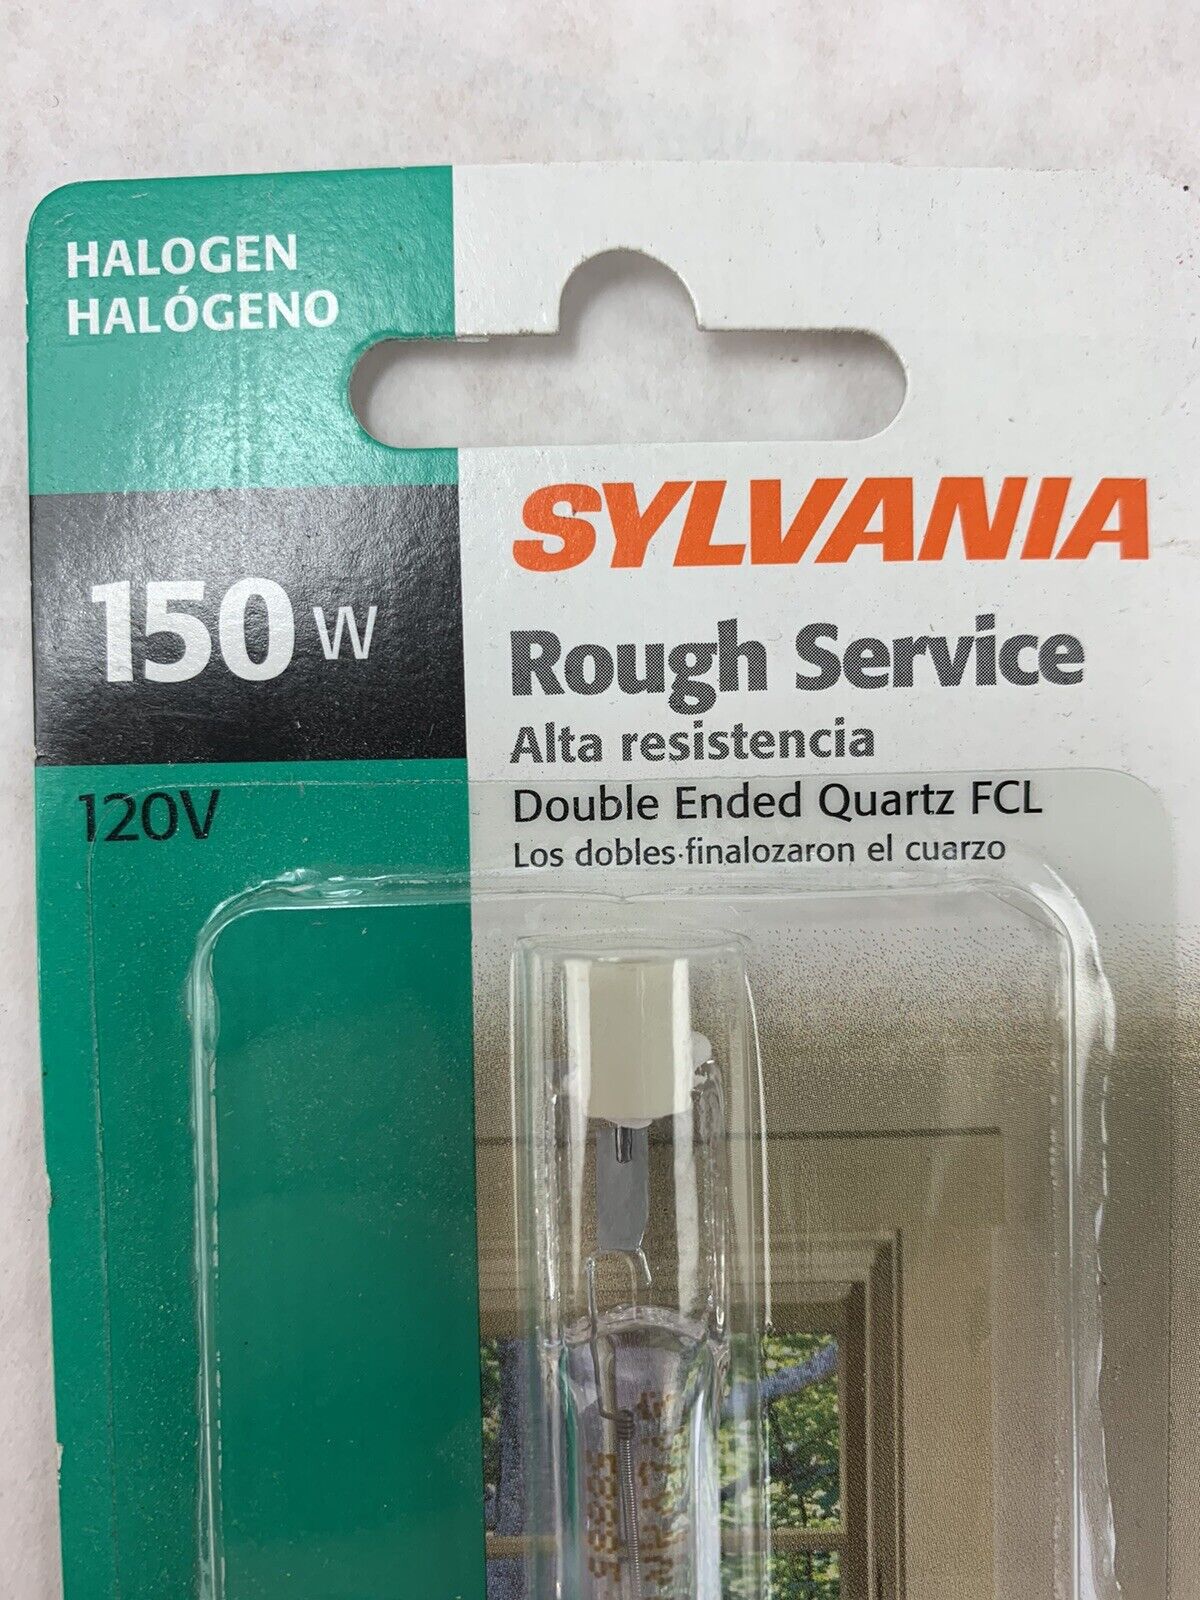 HALOGEN
HALÓGENO
150 W
120V
SYLVANIA
Rough Service
Alta resistencia
Double Ended Quartz FCL
Los dobles·finalozaron el cuarzo